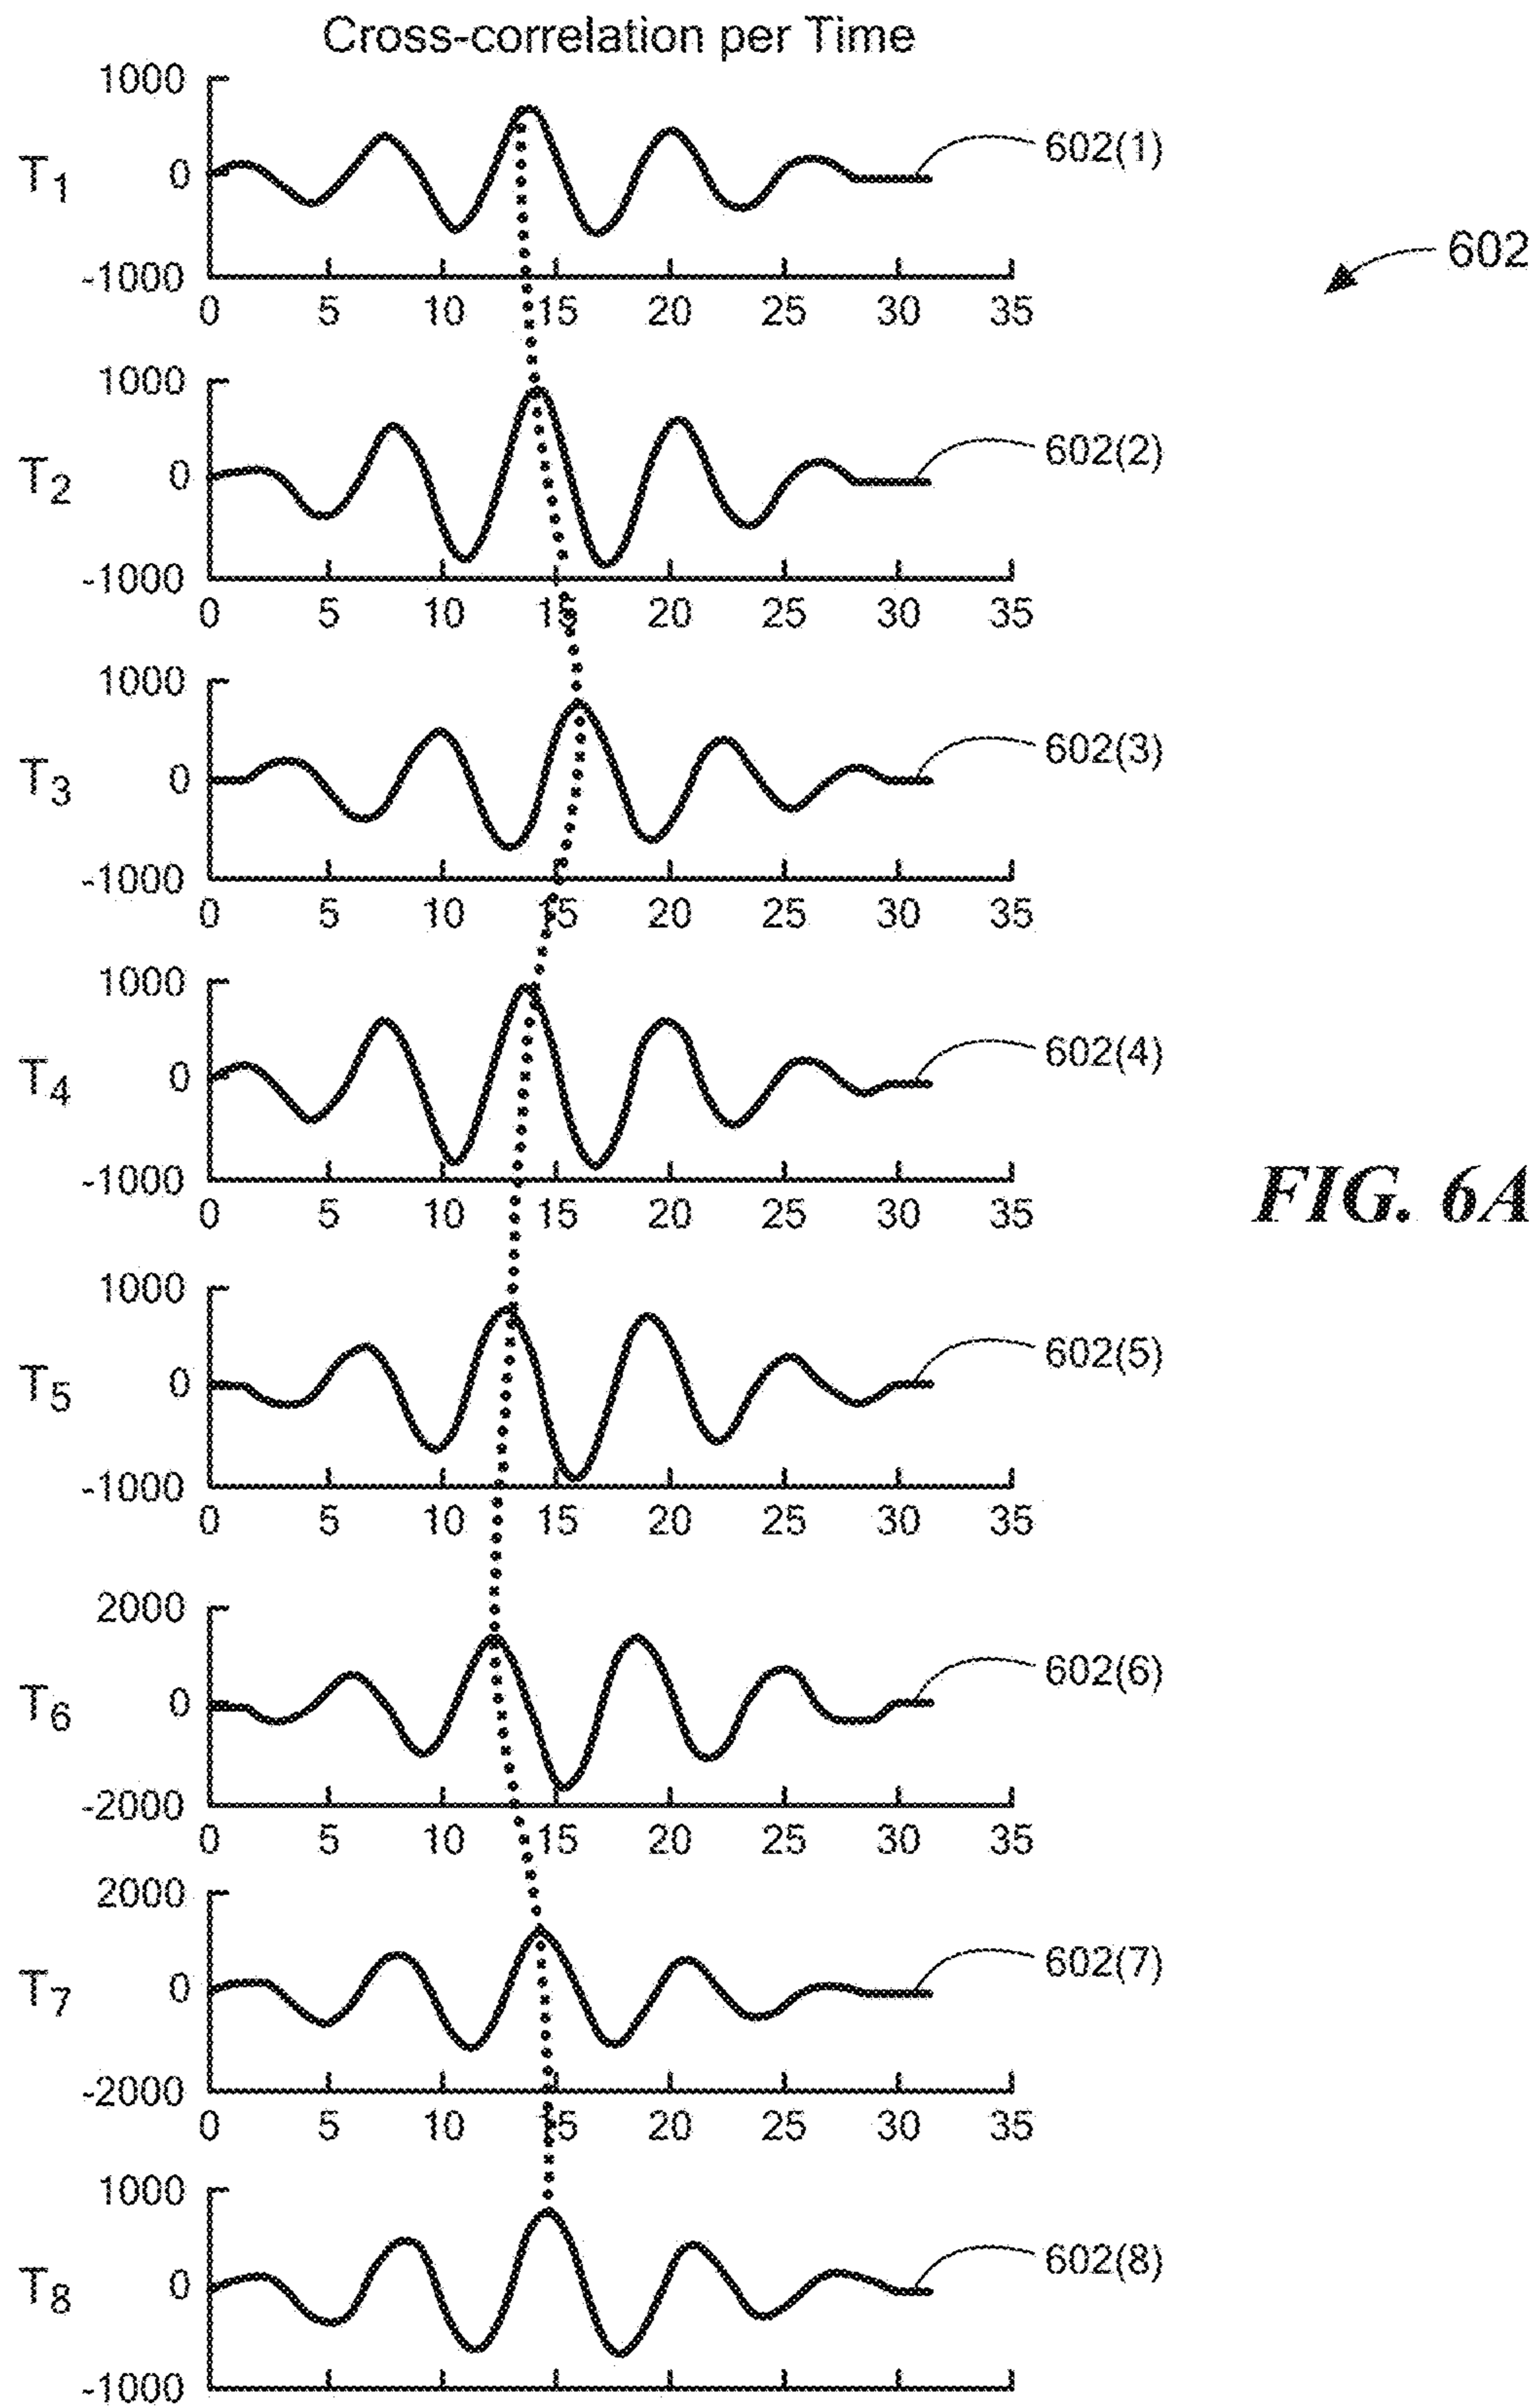 Cross-correlation per Time
1000
T1 0 602(1)
-1000
0 5 10 15 20 25 30 35
602
1000
T2 0 602(2)
-1000
0 5 10 15 20 25 30 35
1000
T3 0 602(3)
-1000
0 5 10 15 20 25 30 35
1000
T4 0 602(4)
-1000
0 5 10 15 20 25 30 35
FIG. 6A
1000
T5 0 602(5)
-1000
0 5 10 15 20 25 30 35
2000
T6 0 602(6)
-2000
0 5 10 15 20 25 30 35
2000
T7 0 602(7)
-2000
0 5 10 15 20 25 30 35
1000
T8 0 602(8)
-1000